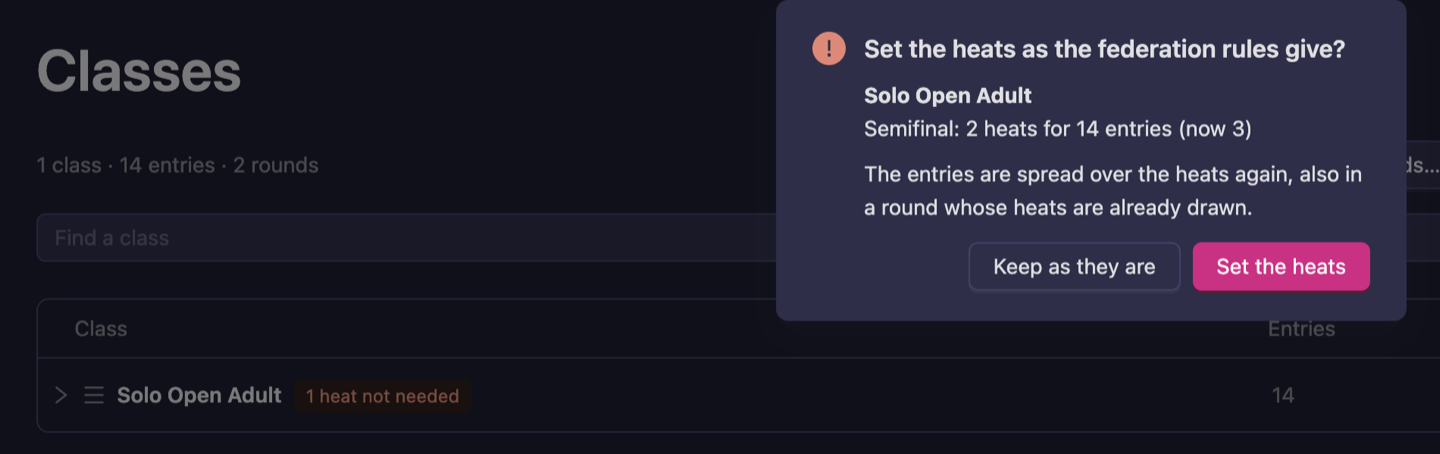 Classes
1 class · 14 entries · 2 rounds
Find a class
Class
Entries
Solo Open Adult
1 heat not needed
14
!
Set the heats as the federation rules give?
Solo Open Adult
Semifinal: 2 heats for 14 entries (now 3)
The entries are spread over the heats again, also in
a round whose heats are already drawn.
Keep as they are
Set the heats